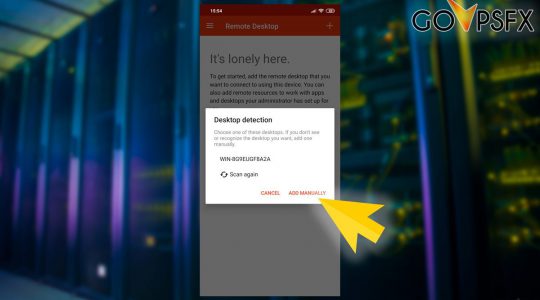 GOVPSFX
15:54
Remote Desktop
It's lonely here.
To get started, add the remote desktop that you
want to connect to using this device. You can
also add remote resources to work with apps
and desktops your administrator has set up for
Desktop detection
Choose one of these desktops. If you don't see
or recognize the desktop you want, add one
manually.
WIN-8G9EUGF8A2A
Scan again
CANCEL ADD MANUALLY